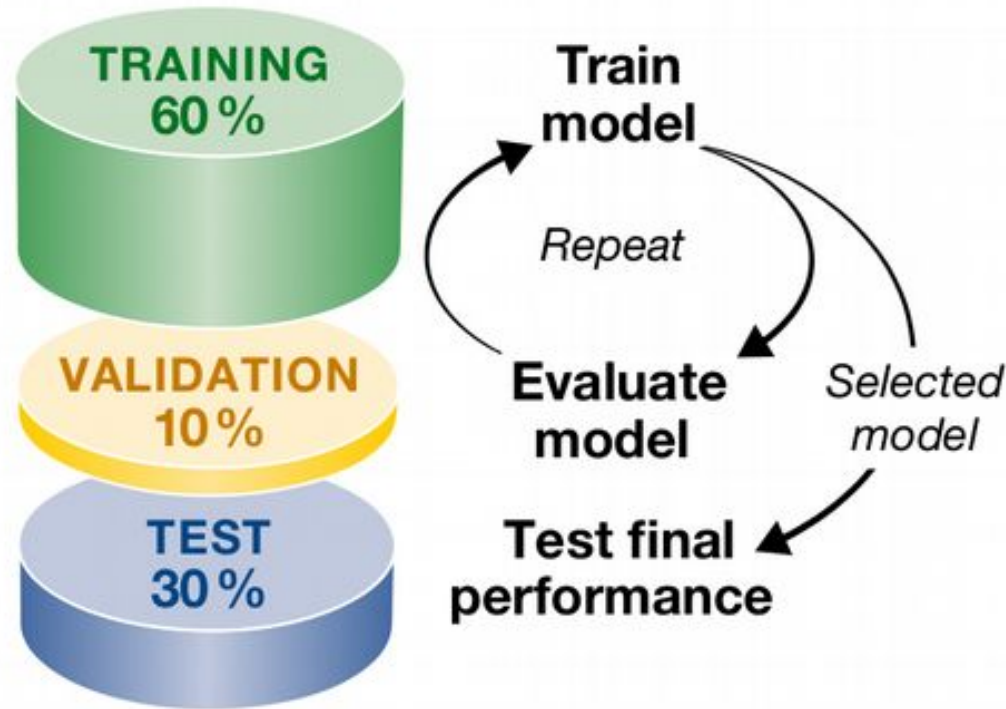 TRAINING
60 %
Train
model
Repeat
VALIDATION
10 %
Evaluate
model
Selected
model
TEST
30 %
Test final
performance